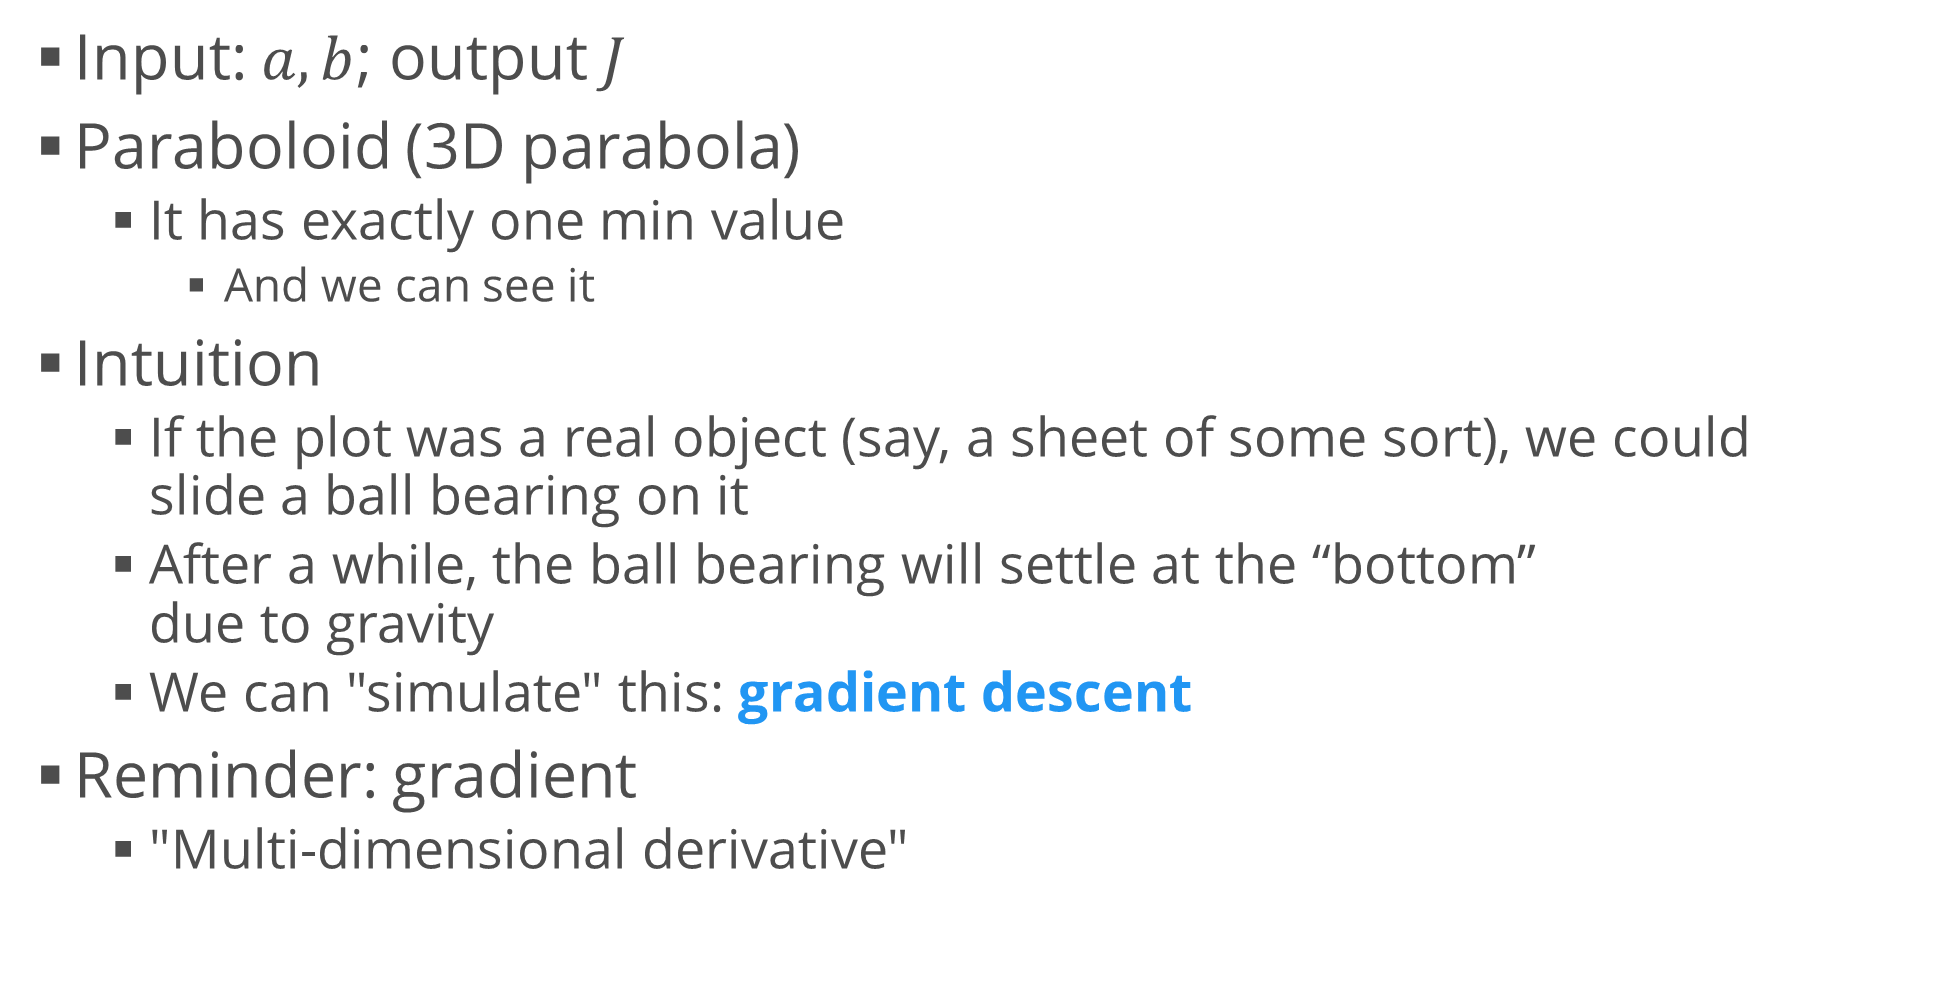 ▪ Input: a, b; output J
▪ Paraboloid (3D parabola)
▪ It has exactly one min value
▪ And we can see it
▪ Intuition
▪ If the plot was a real object (say, a sheet of some sort), we could
slide a ball bearing on it
▪ After a while, the ball bearing will settle at the “bottom”
due to gravity
▪ We can "simulate" this: gradient descent
▪ Reminder: gradient
▪ "Multi-dimensional derivative"